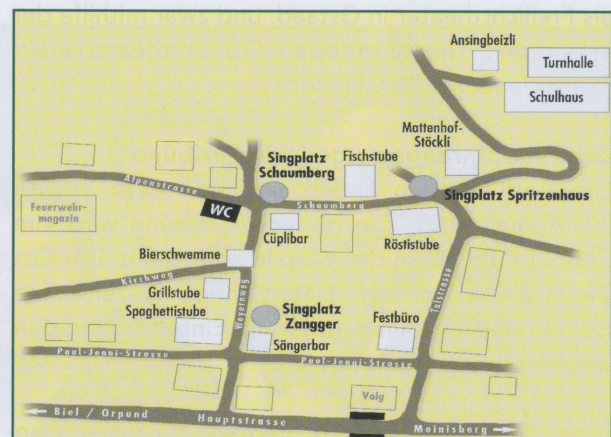 Ansingbeizli
Turnhalle
Schulhaus
Mattenhof-
Stöckli
Singplatz
Schaumberg
Fischstube
Singplatz Spritzenhaus
Alpenstrasse
WC
Schaumberg
Feuerwehr-
magazin
Cüplibar
Röstistube
Bierschwemme
Kirchweg
Grillstube
Spaghettistube
Weyernweg
Singplatz
Zangger
Sängerbar
Festbüro
Talstrasse
Paul-Jenni-Strasse
Paul-Jenni-Strasse
Volg
Biel / Orpund
Hauptstrasse
Meinisberg